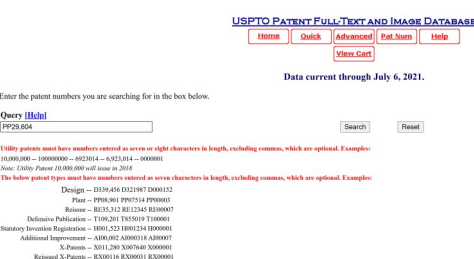 USPTO PATENT FULL-TEXT AND IMAGE DATABASE
Home Quick Advanced Pat Num Help
View Cart
Data current through July 6, 2021.
Enter the patent numbers you are searching for in the box below.
Query [Help]
PP29,604 Search Reset
Utility patents must have numbers entered as seven or eight characters in length, excluding commas, which are optional. Examples:
10,000,000 -- 100000000 -- 6923014 -- 6,923,014 -- 0000001
Note: Utility Patent 10,000,000 will issue in 2018
The below patent types must have numbers entered as seven characters in length, excluding commas, which are optional. Examples:
Design -- D339,456 D321987 D000152
Plant -- PP08,901 PP07514 PP00003
Reissue -- RE35,312 RE12345 RE00007
Defensive Publication -- T109,201 T855019 T100001
Statutory Invention Registration -- H001,523 H001234 H000001
Additional Improvement -- AI00,002 AI000318 AI00007
X-Patents -- X011,280 X007640 X000001
Reissued X-Patents -- RX00116 RX00031 RX00001